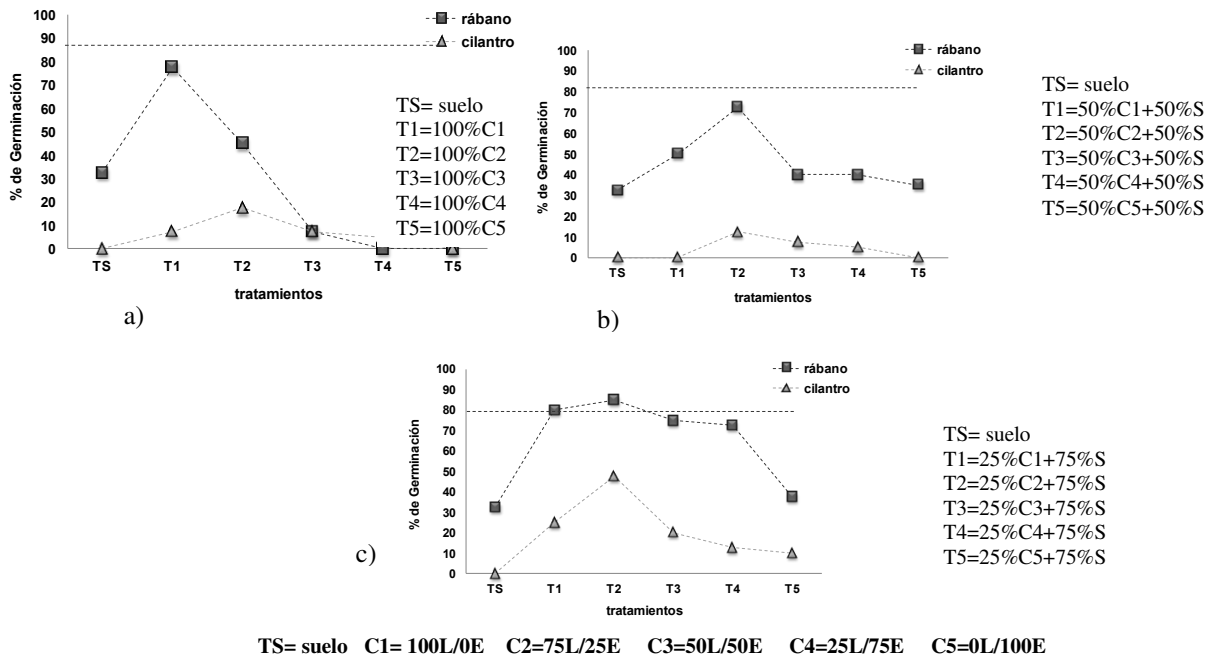 100
90
80
70
60
50
40
30
20
10
0
% de Germinación
rábano
cilantro
TS= suelo
T1=100%C1
T2=100%C2
T3=100%C3
T4=100%C4
T5=100%C5
TS T1 T2 T3 T4 T5
tratamientos
a)
100
90
80
70
60
50
40
30
20
10
0
% de Germinación
rábano
cilantro
TS T1 T2 T3 T4 T5
tratamientos
b)
TS= suelo
T1=50%C1+50%S
T2=50%C2+50%S
T3=50%C3+50%S
T4=50%C4+50%S
T5=50%C5+50%S
100
90
80
70
60
50
40
30
20
10
0
% de Germinación
rábano
cilantro
TS T1 T2 T3 T4 T5
tratamientos
c)
TS= suelo
T1=25%C1+75%S
T2=25%C2+75%S
T3=25%C3+75%S
T4=25%C4+75%S
T5=25%C5+75%S
TS= suelo C1= 100L/0E C2=75L/25E C3=50L/50E C4=25L/75E C5=0L/100E